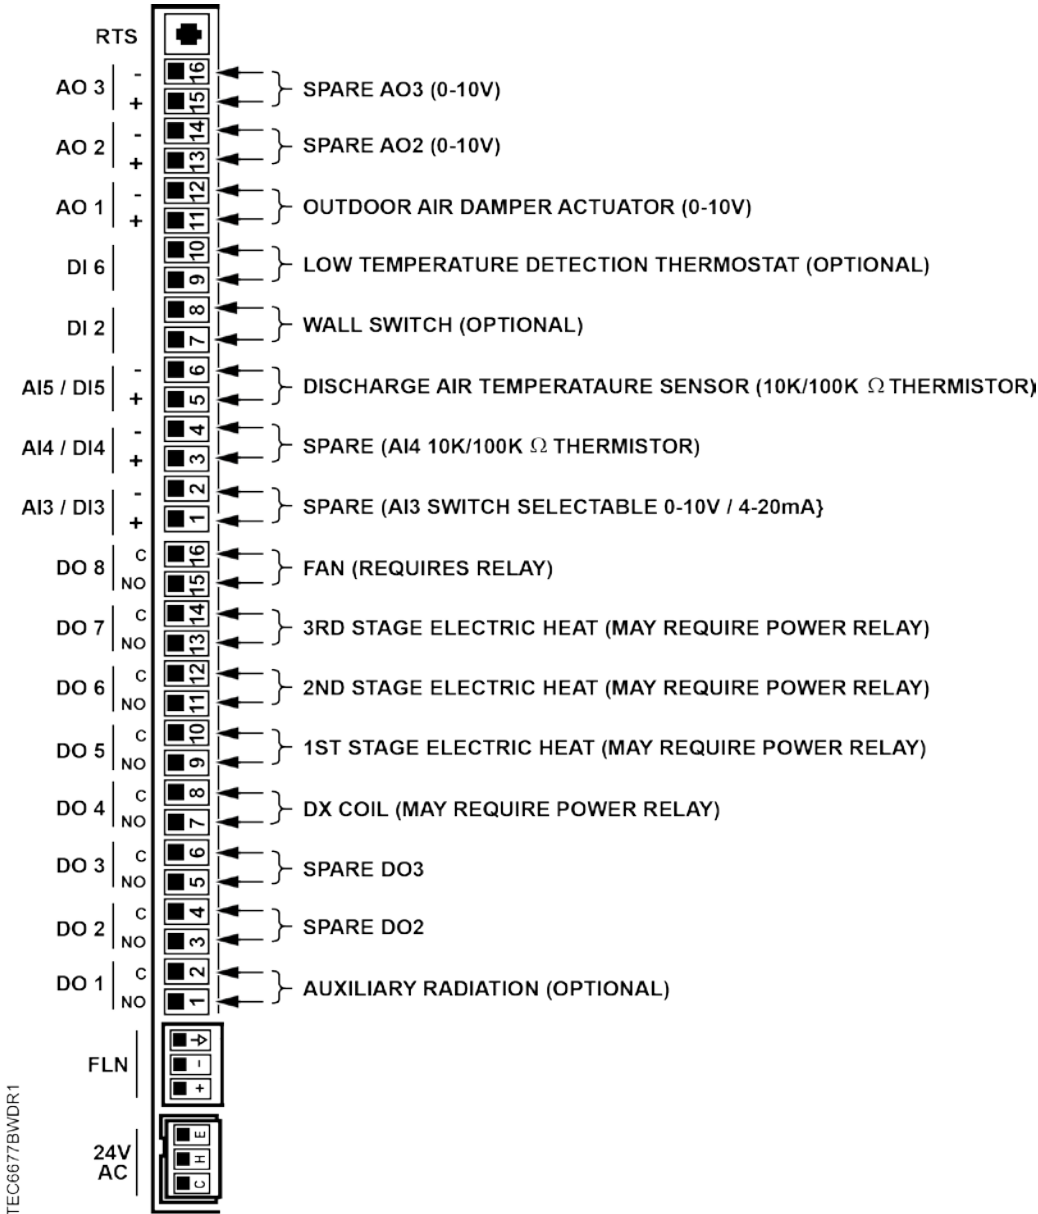 RTS
AO 3 - 16 SPARE AO3 (0-10V)
+ 15
AO 2 - 14 SPARE AO2 (0-10V)
+ 13
AO 1 - 12 OUTDOOR AIR DAMPER ACTUATOR (0-10V)
+ 11
DI 6 10 LOW TEMPERATURE DETECTION THERMOSTAT (OPTIONAL)
9
DI 2 8 WALL SWITCH (OPTIONAL)
7
AI5 / DI5 - 6 DISCHARGE AIR TEMPERATAURE SENSOR (10K/100K Ω THERMISTOR)
+ 5
AI4 / DI4 - 4 SPARE (AI4 10K/100K Ω THERMISTOR)
+ 3
AI3 / DI3 - 2 SPARE (AI3 SWITCH SELECTABLE 0-10V / 4-20mA}
+ 1
DO 8 C 16 FAN (REQUIRES RELAY)
NO 15
DO 7 C 14 3RD STAGE ELECTRIC HEAT (MAY REQUIRE POWER RELAY)
NO 13
DO 6 C 12 2ND STAGE ELECTRIC HEAT (MAY REQUIRE POWER RELAY)
NO 11
DO 5 C 10 1ST STAGE ELECTRIC HEAT (MAY REQUIRE POWER RELAY)
NO 9
DO 4 C 8 DX COIL (MAY REQUIRE POWER RELAY)
NO 7
DO 3 C 6 SPARE DO3
NO 5
DO 2 C 4 SPARE DO2
NO 3
DO 1 C 2 AUXILIARY RADIATION (OPTIONAL)
NO 1
FLN
-
+
24V
AC
E
H
C
TEC6677BWDR1